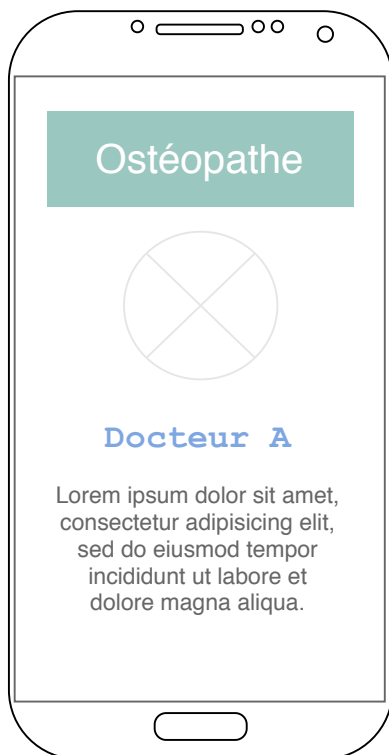 Ostéopathe
Docteur A
Lorem ipsum dolor sit amet,
consectetur adipisicing elit,
sed do eiusmod tempor
incididunt ut labore et
dolore magna aliqua.